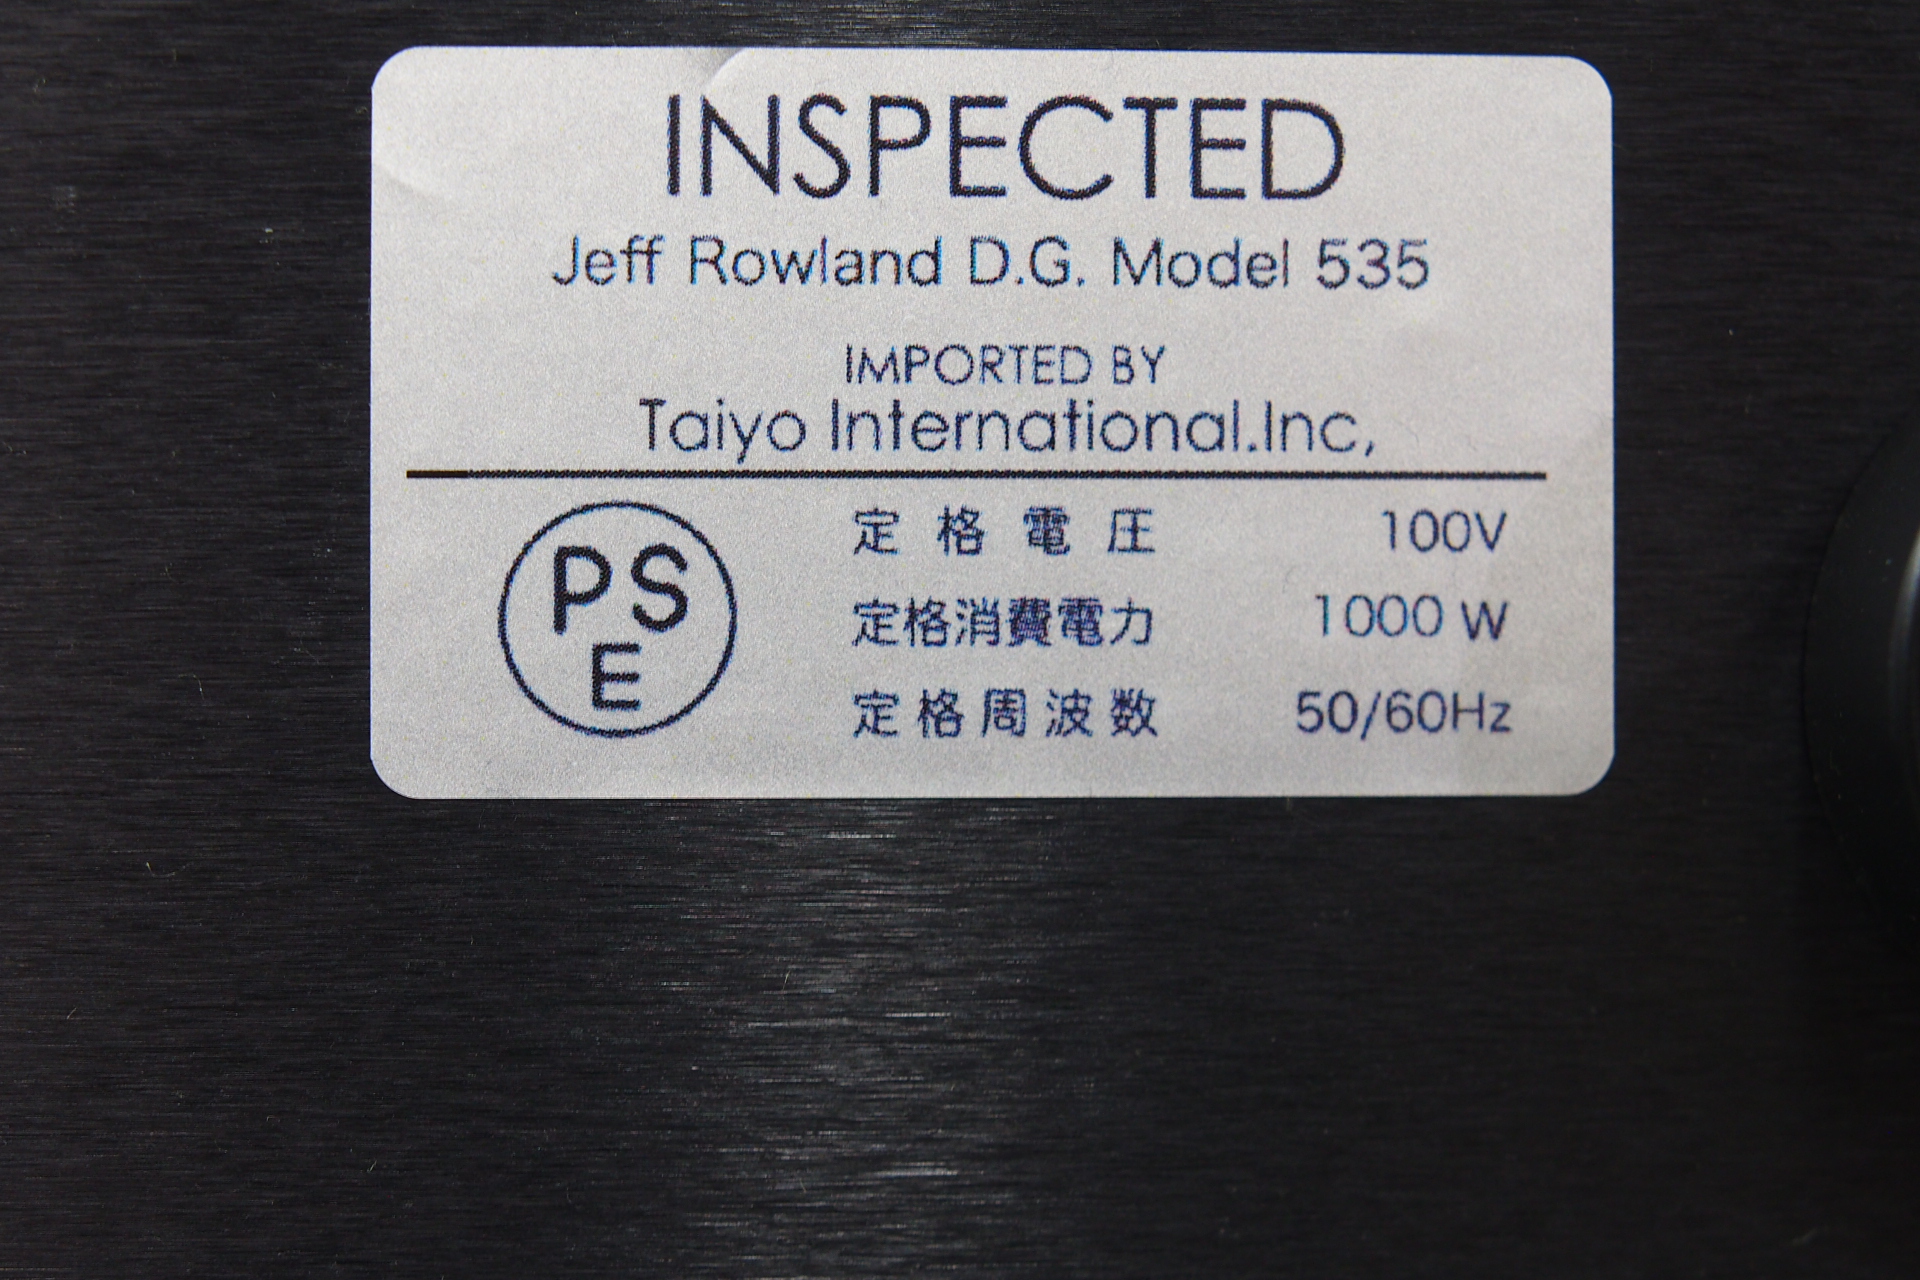 INSPECTED
Jeff Rowland D.G. Model 535
IMPORTED BY
Taiyo International.Inc,
PS
E
定格電圧 100V
定格消費電力 1000 W
定格周波数 50/60Hz